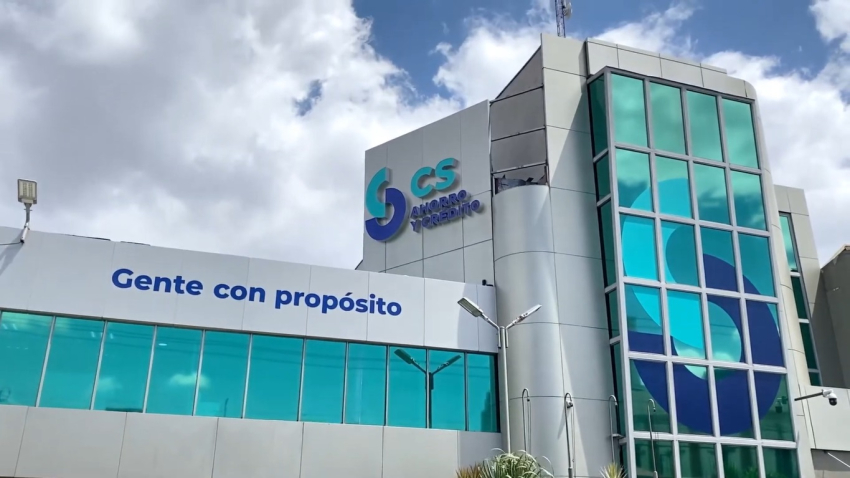 CS
AHORRO
Y CRÉDITO
Gente con propósito